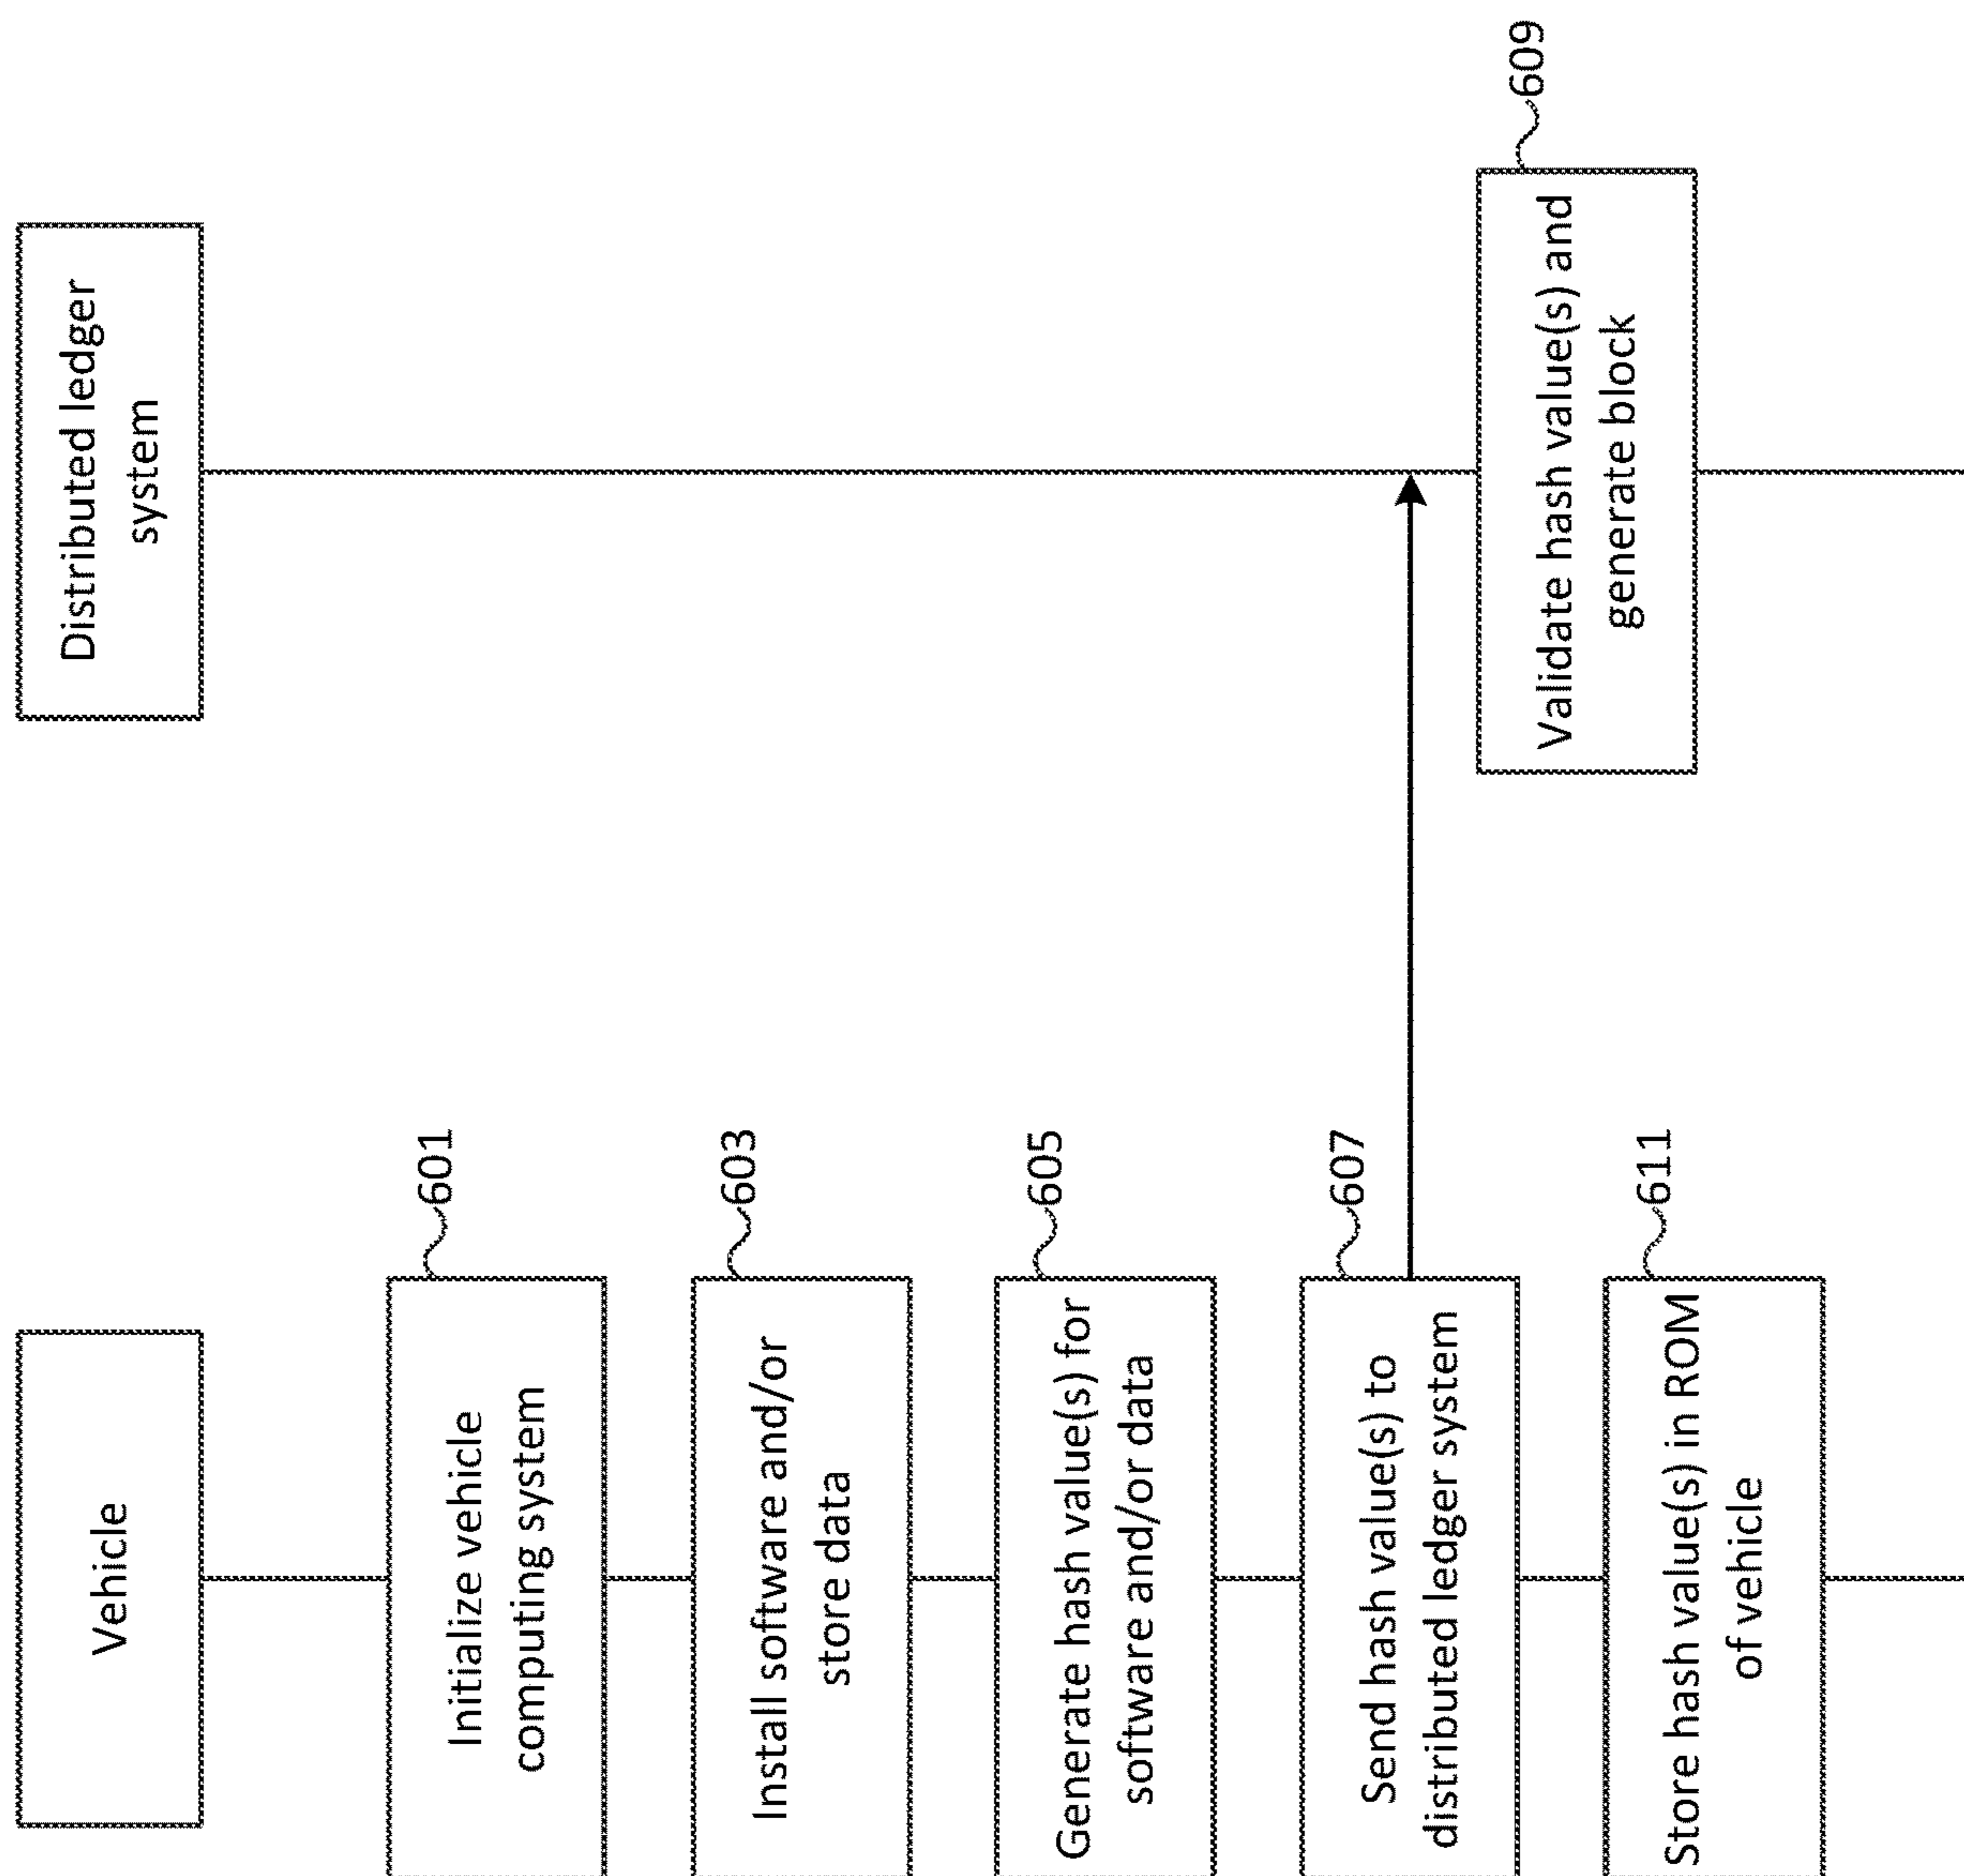 Vehicle
Distributed ledger
system
601
Initialize vehicle
computing system
603
Install software and/or
store data
605
Generate hash value(s) for
software and/or data
607
Send hash value(s) to
distributed ledger system
609
Validate hash value(s) and
generate block
611
Store hash value(s) in ROM
of vehicle